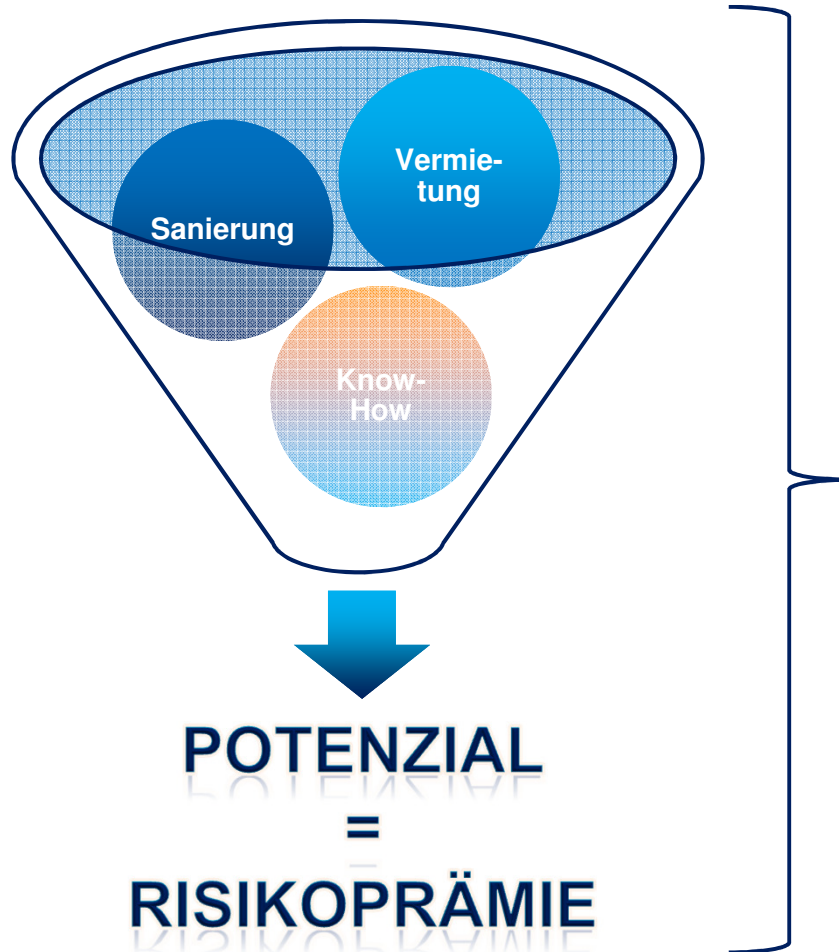 Vermie-
tung
Sanierung
Know-
How
POTENZIAL
=
RISIKOPRÄMIE